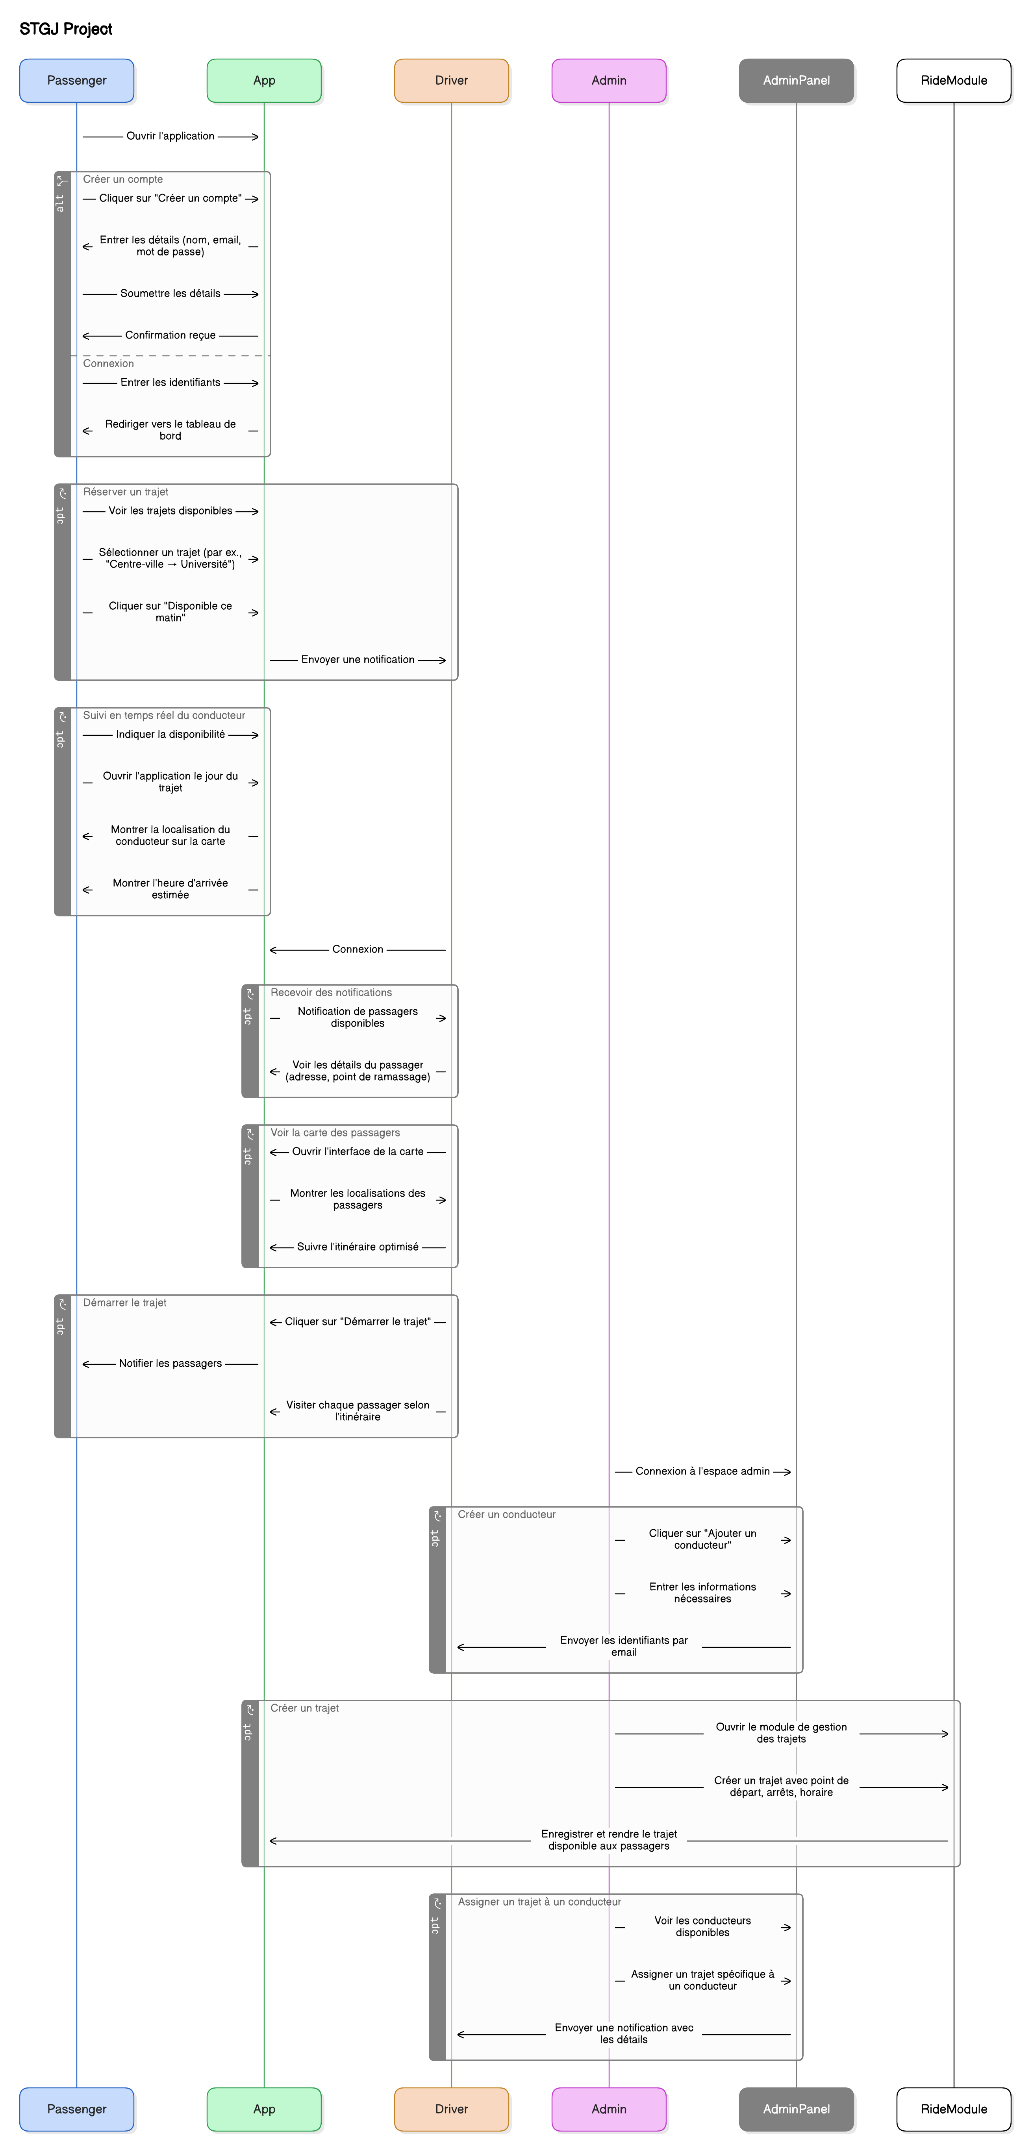 STGJ Project
Passenger
App
Driver
Admin
AdminPanel
RideModule
Ouvrir l'application
alt
Créer un compte
Cliquer sur "Créer un compte"
Entrer les détails (nom, email,
mot de passe)
Soumettre les détails
Confirmation reçue
Connexion
Entrer les identifiants
Rediriger vers le tableau de
bord
opt
Réserver un trajet
Voir les trajets disponibles
Sélectionner un trajet (par ex.,
"Centre-ville → Université")
Cliquer sur "Disponible ce
matin"
Envoyer une notification
opt
Suivi en temps réel du conducteur
Indiquer la disponibilité
Ouvrir l'application le jour du
trajet
Montrer la localisation du
conducteur sur la carte
Montrer l'heure d'arrivée
estimée
Connexion
opt
Recevoir des notifications
Notification de passagers
disponibles
Voir les détails du passager
(adresse, point de ramassage)
opt
Voir la carte des passagers
Ouvrir l'interface de la carte
Montrer les localisations des
passagers
Suivre l'itinéraire optimisé
opt
Démarrer le trajet
Cliquer sur "Démarrer le trajet"
Notifier les passagers
Visiter chaque passager selon
l'itinéraire
Connexion à l'espace admin
opt
Créer un conducteur
Cliquer sur "Ajouter un
conducteur"
Entrer les informations
nécessaires
Envoyer les identifiants par
email
opt
Créer un trajet
Ouvrir le module de gestion
des trajets
Créer un trajet avec point de
départ, arrêts, horaire
Enregistrer et rendre le trajet
disponible aux passagers
opt
Assigner un trajet à un conducteur
Voir les conducteurs
disponibles
Assigner un trajet spécifique à
un conducteur
Envoyer une notification avec
les détails
Passenger
App
Driver
Admin
AdminPanel
RideModule